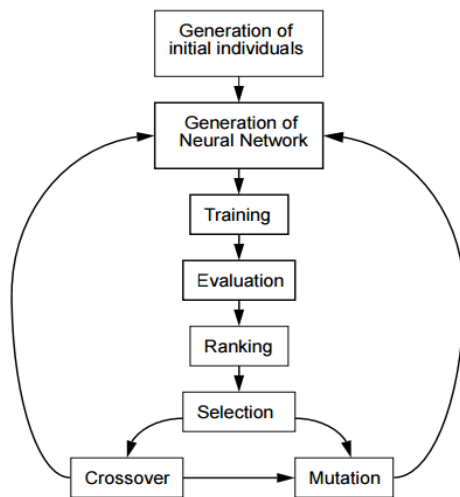 Generation of
initial individuals
Generation of
Neural Network
Training
Evaluation
Ranking
Selection
Crossover
Mutation